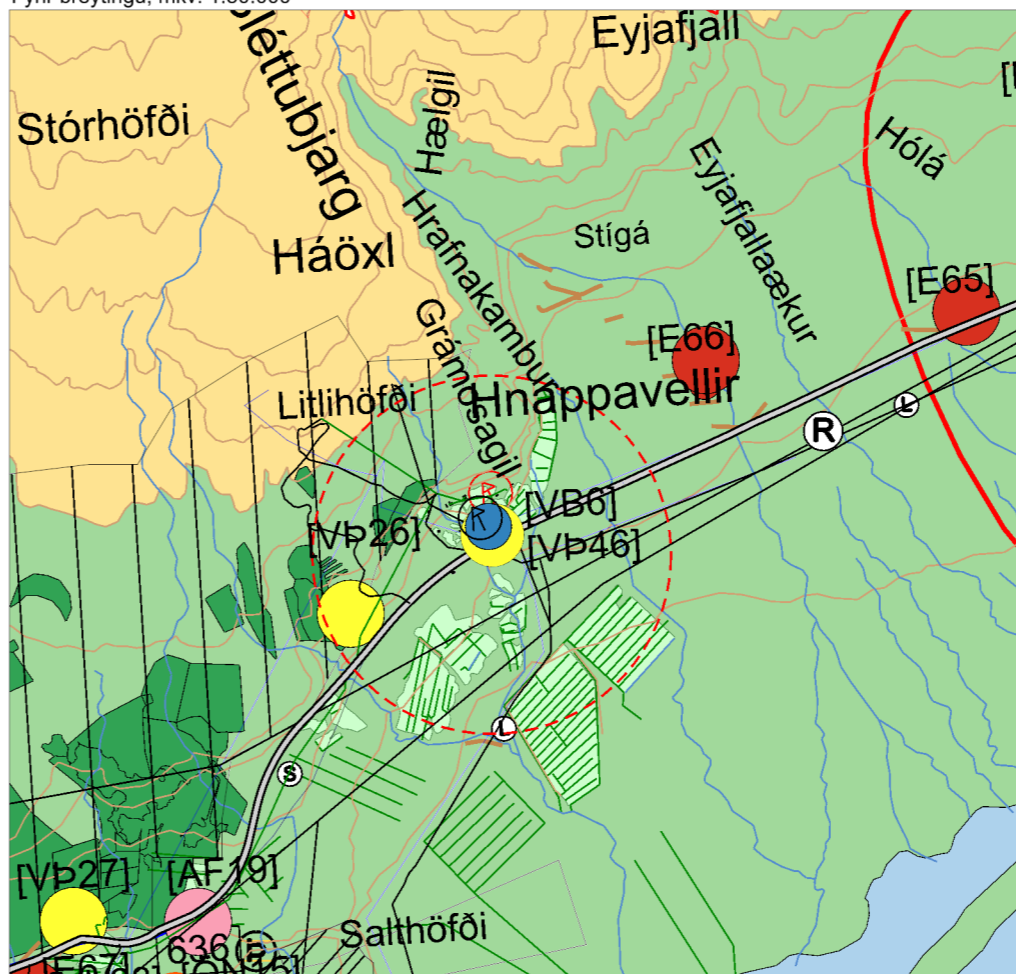 Eyjafjall
Sléttubjarg
Stórhöfði
Hælgil
Hólá
Háöxl
Hrafnakambur
Stígá
Eyjafjallaækur
[E65]
Grámosagil
[E66]
Litlihöfði
Hnappavellir
L
R
R
R
[VB6]
[VÞ26]
[VÞ46]
L
S
[VÞ27]
[AF19]
636
Salthöfði
[E67]